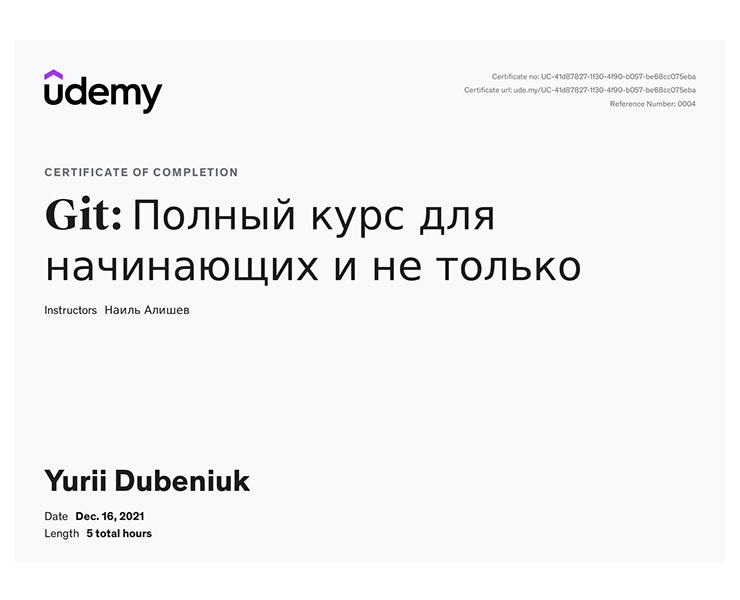 udemy
Certificate no: UC-41d87827-1f30-4f90-b057-be68cc075eba
Certificate url: ude.my/UC-41d87827-1f30-4f90-b057-be68cc075eba
Reference Number: 0004
CERTIFICATE OF COMPLETION
Git: Полный курс для
начинающих и не только
Instructors Наиль Алишев
Yurii Dubeniuk
Date Dec. 16, 2021
Length 5 total hours